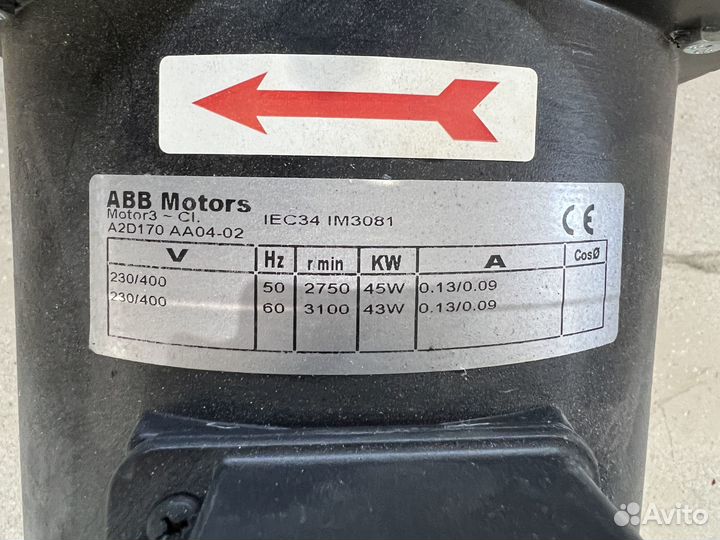 ABB Motors
Motor3 ~ Cl. IEC34 IM3081
A2D170 AA04-02
CE
V Hz r min KW A CosØ
230/400 50 2750 45W 0.13/0.09
230/400 60 3100 43W 0.13/0.09
Avito